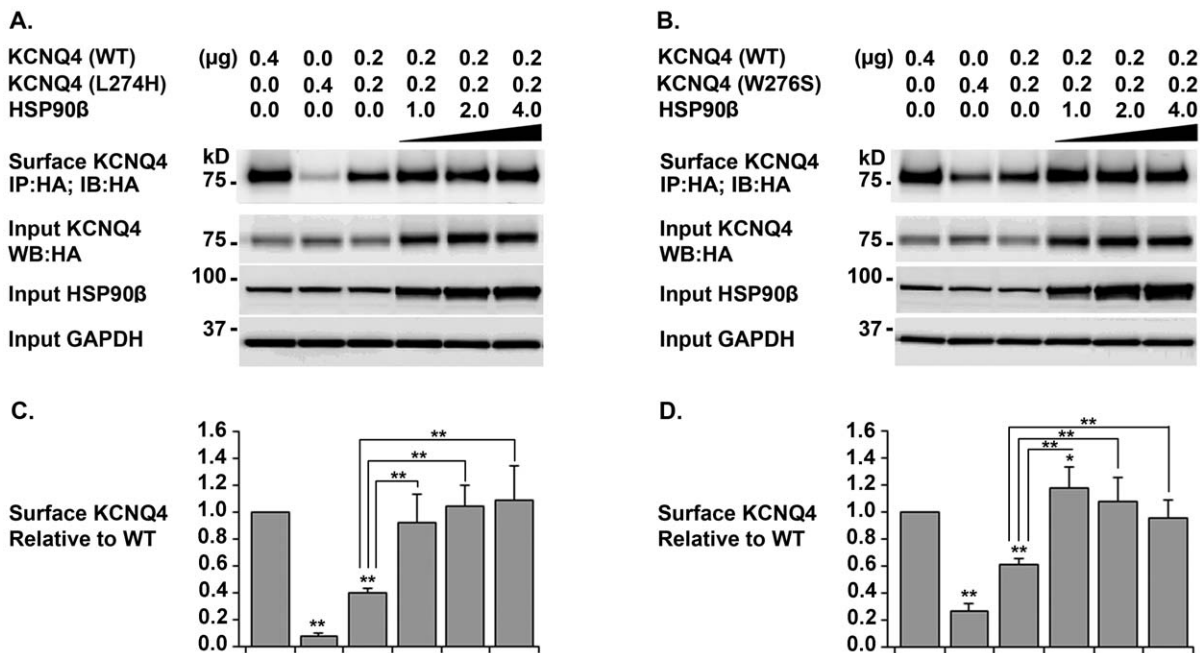 A.
KCNQ4 (WT) (µg) 0.4 0.0 0.2 0.2 0.2 0.2
KCNQ4 (L274H) 0.0 0.4 0.2 0.2 0.2 0.2
HSP90ß 0.0 0.0 0.0 1.0 2.0 4.0
Surface KCNQ4 kD
IP:HA; IB:HA 75
Input KCNQ4 75
WB:HA
100
Input HSP90ß
37
Input GAPDH
B.
KCNQ4 (WT) (µg) 0.4 0.0 0.2 0.2 0.2 0.2
KCNQ4 (W276S) 0.0 0.4 0.2 0.2 0.2 0.2
HSP90ß 0.0 0.0 0.0 1.0 2.0 4.0
Surface KCNQ4 kD
IP:HA; IB:HA 75
Input KCNQ4 75
WB:HA
100
Input HSP90ß
37
Input GAPDH
C.
Surface KCNQ4
Relative to WT
1.6
1.4
1.2
1.0
0.8
0.6
0.4
0.2
0.0
**
**
**
**
**
D.
Surface KCNQ4
Relative to WT
1.6
1.4
1.2
1.0
0.8
0.6
0.4
0.2
0.0
**
**
** *
**
**